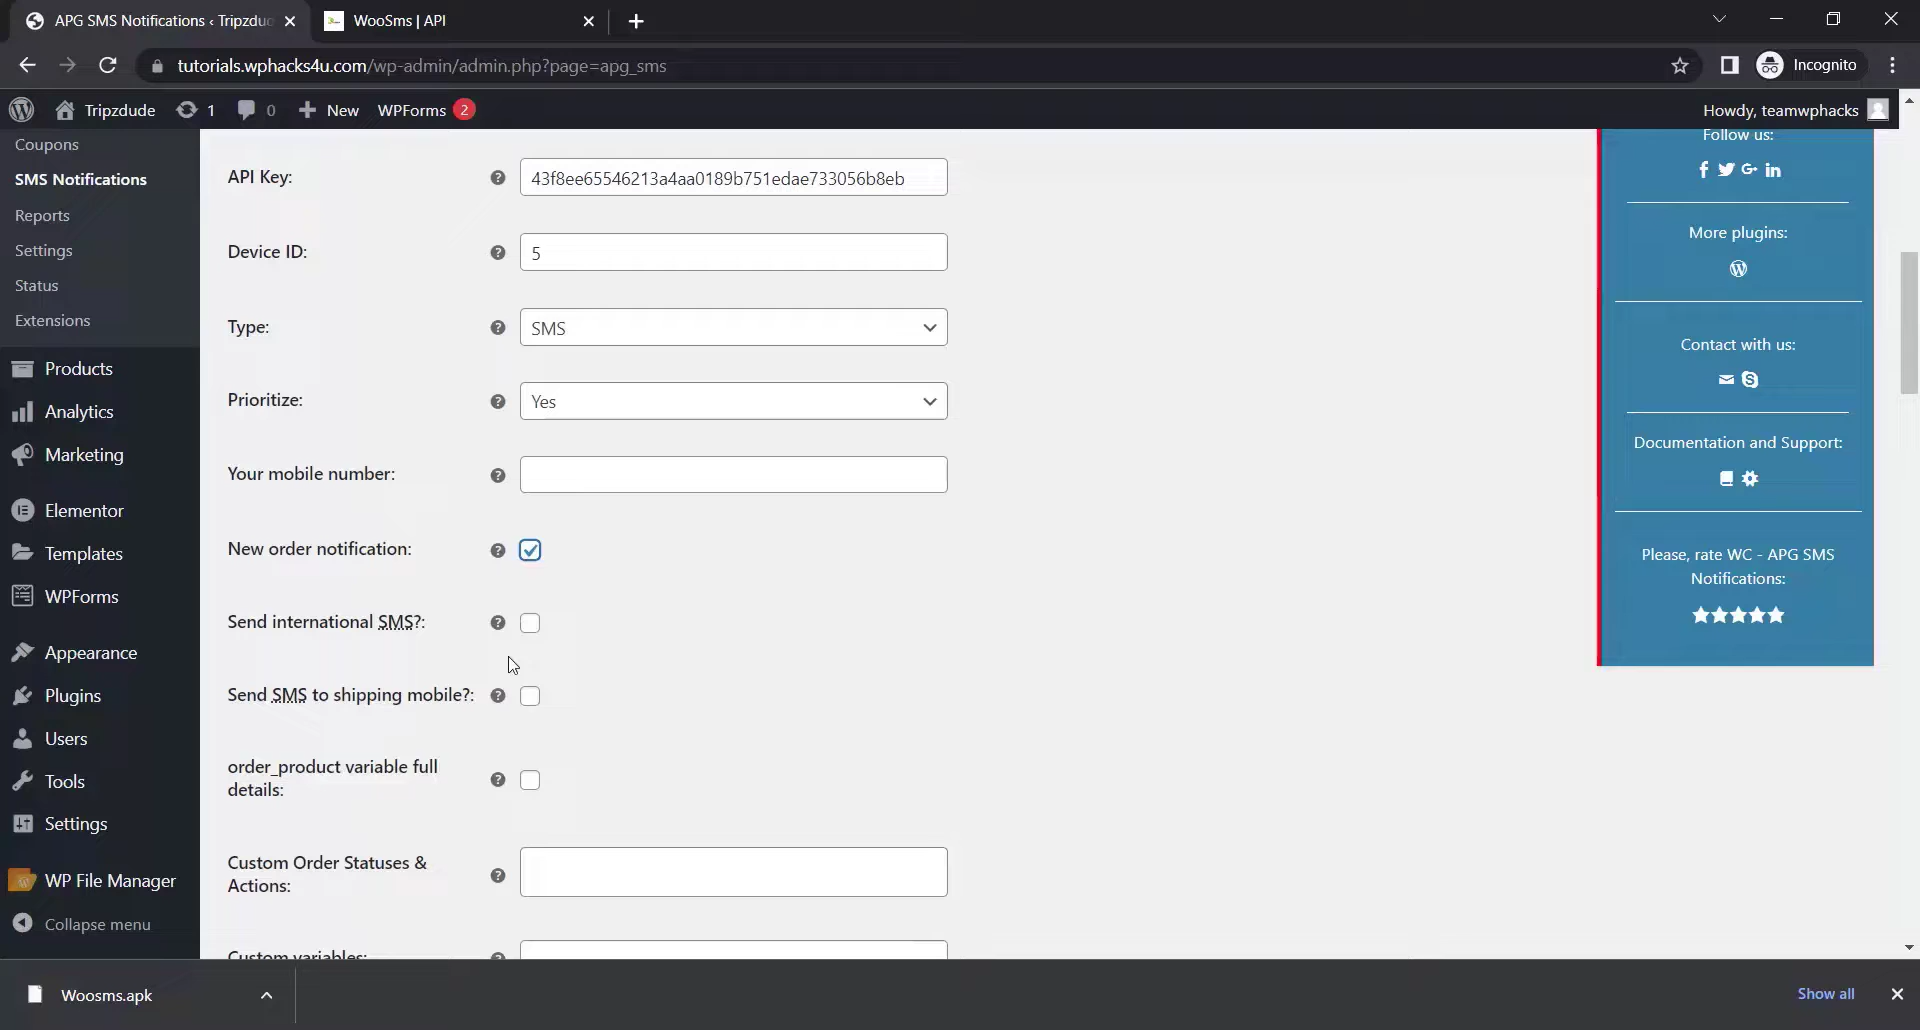 APG SMS Notifications ‹ Tripzdud
WooSms | API
tutorials.wphacks4u.com/wp-admin/admin.php?page=apg_sms
Incognito
Tripzdude
1
0
New
WPForms 2
Howdy, teamwphacks
Coupons
SMS Notifications
Reports
Settings
Status
Extensions
Products
Analytics
Marketing
Elementor
Templates
WPForms
Appearance
Plugins
Users
Tools
Settings
WP File Manager
Collapse menu
API Key:
43f8ee65546213a4aa0189b751edae733056b8eb
Device ID:
5
Type:
SMS
Prioritize:
Yes
Your mobile number:
New order notification:
Send international SMS?:
Send SMS to shipping mobile?:
order_product variable full
details:
Custom Order Statuses &
Actions:
Custom variables:
Follow us:
More plugins:
Contact with us:
Documentation and Support:
Please, rate WC - APG SMS
Notifications:
Woosms.apk
Show all